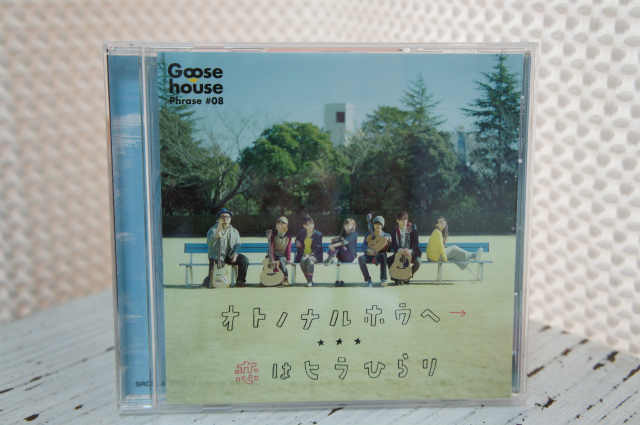 Goose
house
Phrase #08
オトノナルホウヘ→
★★★
恋はヒラひらり